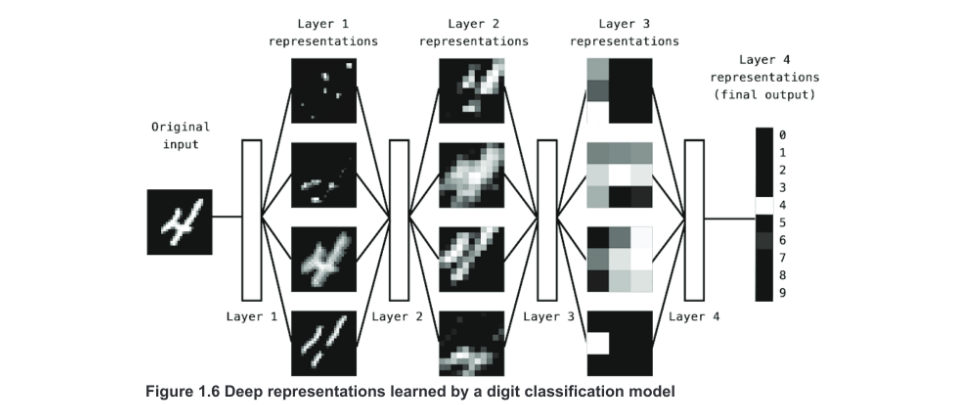 Layer 1
representations
Layer 2
representations
Layer 3
representations
Layer 4
representations
(final output)
Original
input
0
1
2
3
4
5
6
7
8
9
Layer 1
Layer 2
Layer 3
Layer 4
Figure 1.6 Deep representations learned by a digit classification model